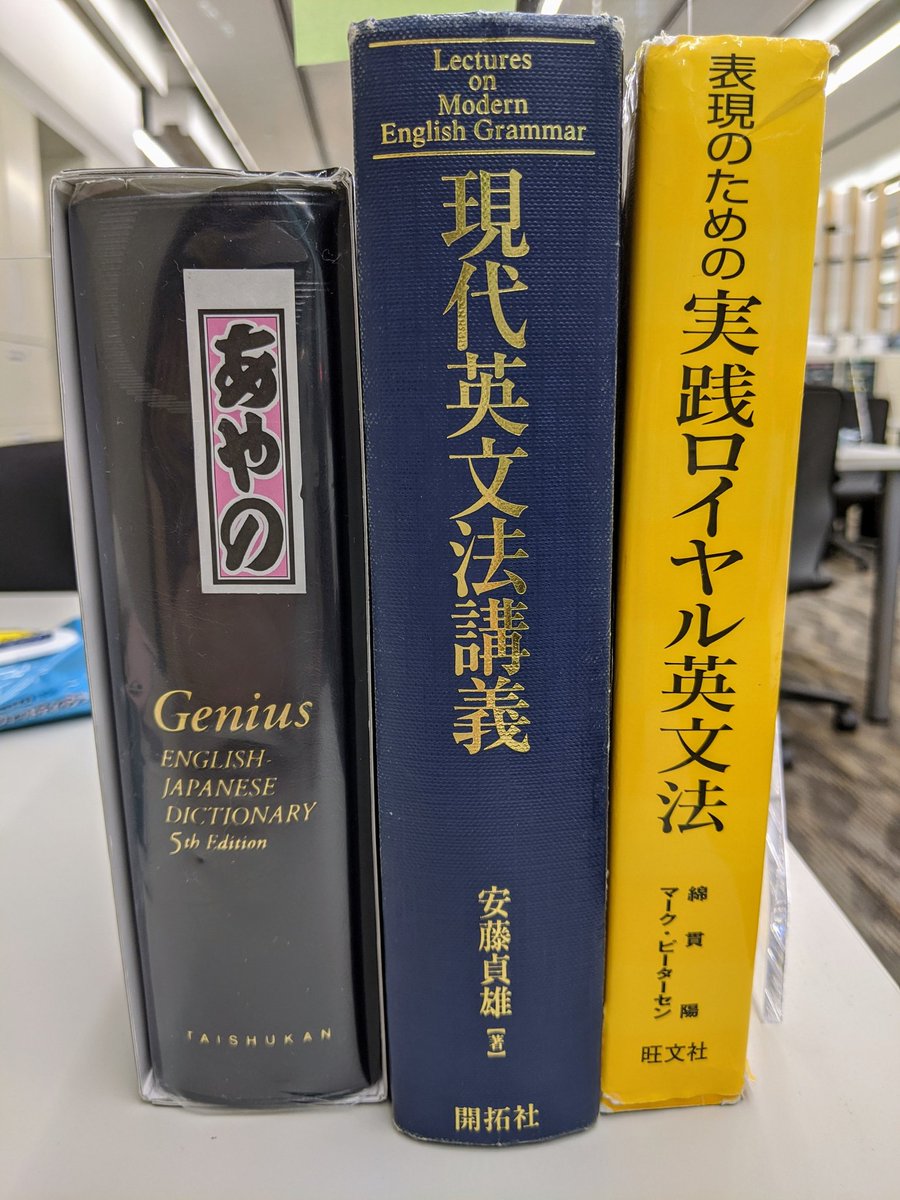 あやの
Genius
ENGLISH-
JAPANESE
DICTIONARY
5th Edition
TAISHUKAN
Lectures
on
Modern
English Grammar
現代英文法講義
安藤貞雄[著]
開拓社
表現のための実践ロイヤル英文法
綿貫陽
マーク・ピーターセン
旺文社